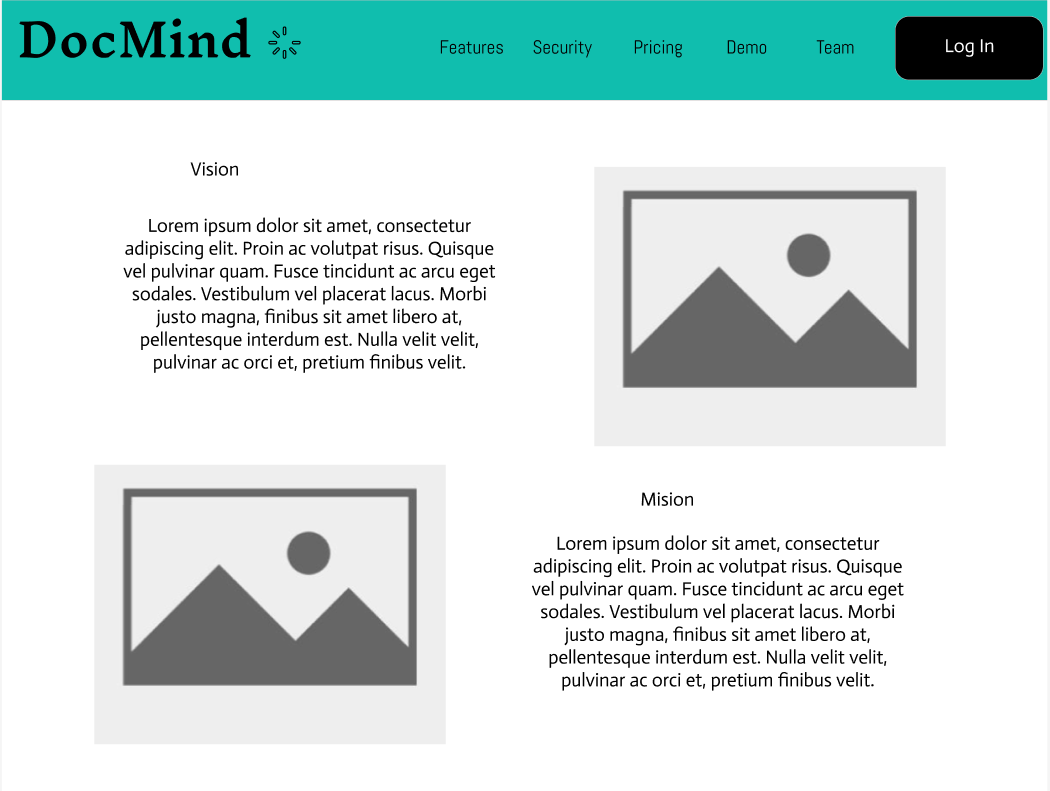 DocMind
Features Security Pricing Demo Team Log In
Vision
Lorem ipsum dolor sit amet, consectetur
adipiscing elit. Proin ac volutpat risus. Quisque
vel pulvinar quam. Fusce tincidunt ac arcu eget
sodales. Vestibulum vel placerat lacus. Morbi
justo magna, finibus sit amet libero at,
pellentesque interdum est. Nulla velit velit,
pulvinar ac orci et, pretium finibus velit.
Mision
Lorem ipsum dolor sit amet, consectetur
adipiscing elit. Proin ac volutpat risus. Quisque
vel pulvinar quam. Fusce tincidunt ac arcu eget
sodales. Vestibulum vel placerat lacus. Morbi
justo magna, finibus sit amet libero at,
pellentesque interdum est. Nulla velit velit,
pulvinar ac orci et, pretium finibus velit.